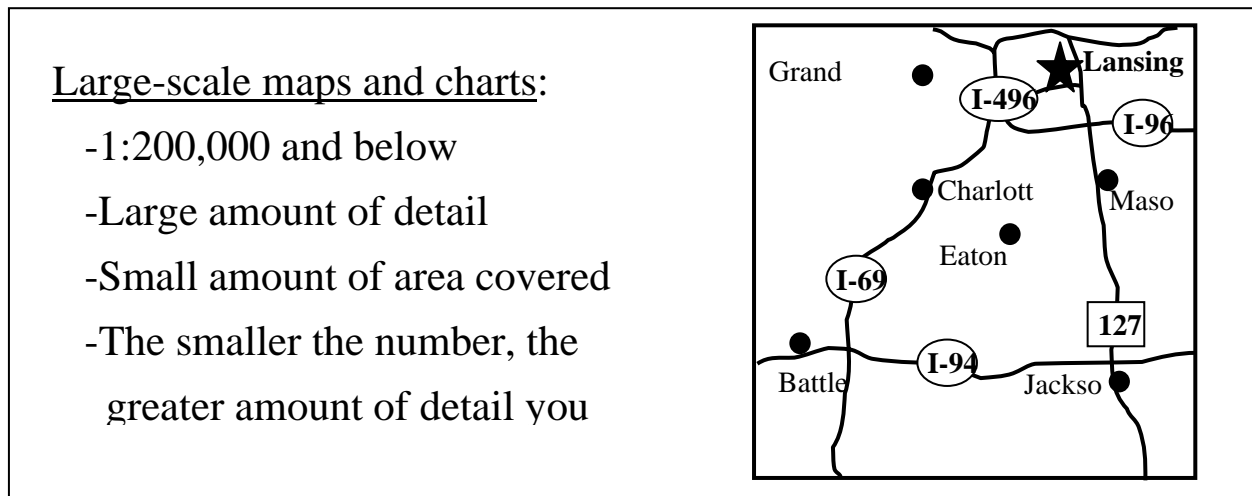 Large-scale maps and charts:
-1:200,000 and below
-Large amount of detail
-Small amount of area covered
-The smaller the number, the
greater amount of detail you
Grand
Lansing
I-496
I-96
Charlott
Maso
Eaton
I-69
127
Battle
I-94
Jackso